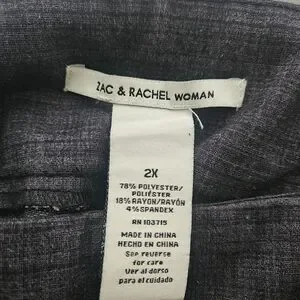 ZAC & RACHEL WOMAN
2X
78% POLYESTER/
POLIÉSTER
18% RAYON/RAYÓN
4% SPANDEX
RN 103715
MADE IN CHINA
HECHO EN CHINA
See reverse
for care
Ver al dorso
para el cuidado